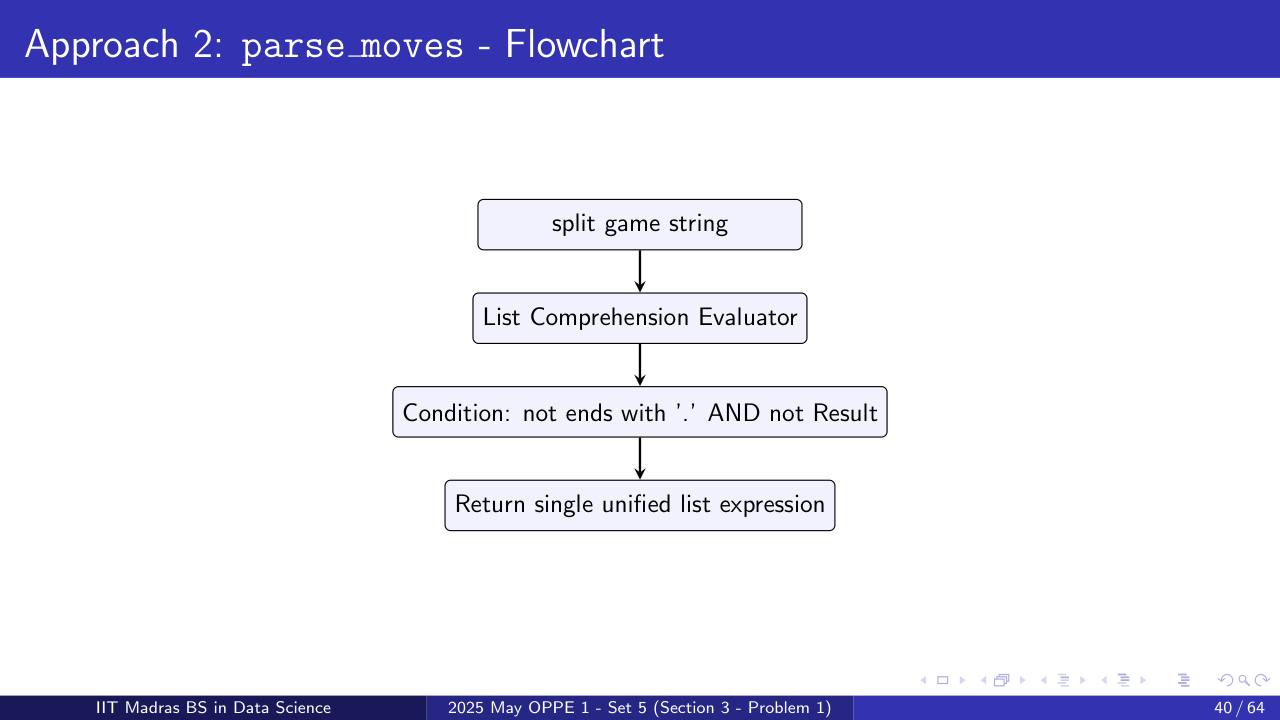 Approach 2: parse_moves - Flowchart
split game string
List Comprehension Evaluator
Condition: not ends with '.' AND not Result
Return single unified list expression
IIT Madras BS in Data Science
2025 May OPPE 1 - Set 5 (Section 3 - Problem 1)
40 / 64